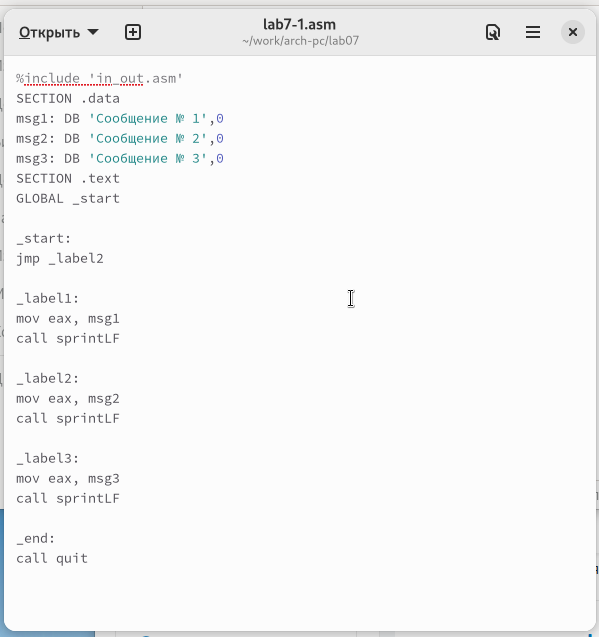 Открыть
lab7-1.asm
~/work/arch-pc/lab07
%include 'in_out.asm'
SECTION .data
msg1: DB 'Сообщение № 1',0
msg2: DB 'Сообщение № 2',0
msg3: DB 'Сообщение № 3',0
SECTION .text
GLOBAL _start
_start:
jmp _label2
_label1:
mov eax, msg1
call sprintLF
_label2:
mov eax, msg2
call sprintLF
_label3:
mov eax, msg3
call sprintLF
_end:
call quit